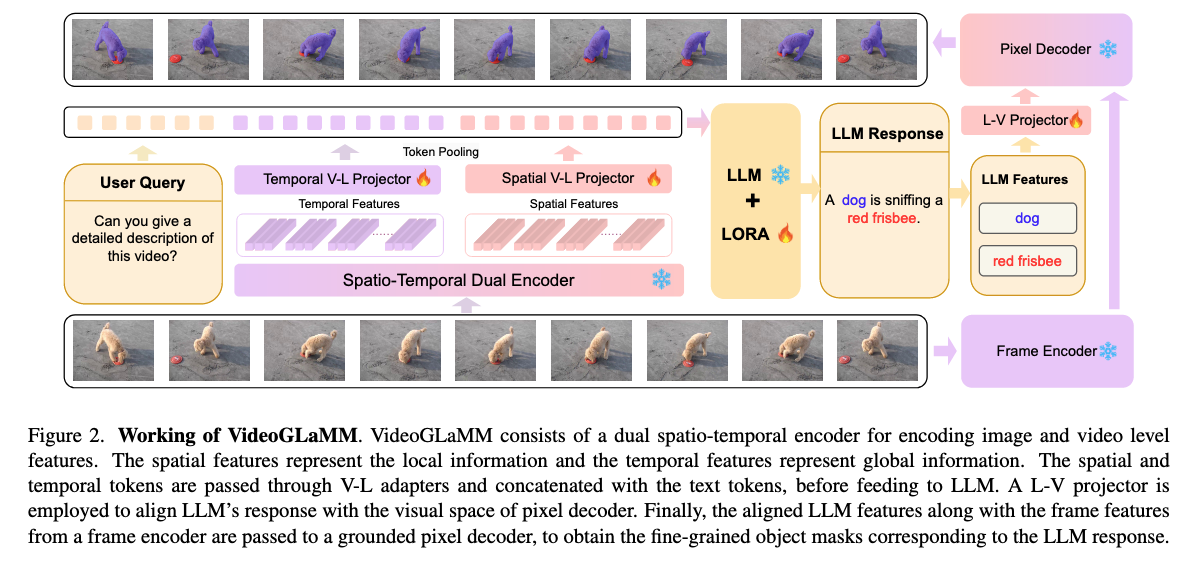 Pixel Decoder
L-V Projector
Token Pooling
User Query
Can you give a
detailed description of
this video?
Temporal V-L Projector
Spatial V-L Projector
Temporal Features
Spatial Features
......
......
Spatio-Temporal Dual Encoder
LLM
+
LORA
LLM Response
A dog is sniffing a
red frisbee.
LLM Features
dog
red frisbee
Frame Encoder
Figure 2. Working of VideoGLaMM. VideoGLaMM consists of a dual spatio-temporal encoder for encoding image and video level
features. The spatial features represent the local information and the temporal features represent global information. The spatial and
temporal tokens are passed through V-L adapters and concatenated with the text tokens, before feeding to LLM. A L-V projector is
employed to align LLM's response with the visual space of pixel decoder. Finally, the aligned LLM features along with the frame features
from a frame encoder are passed to a grounded pixel decoder, to obtain the fine-grained object masks corresponding to the LLM response.